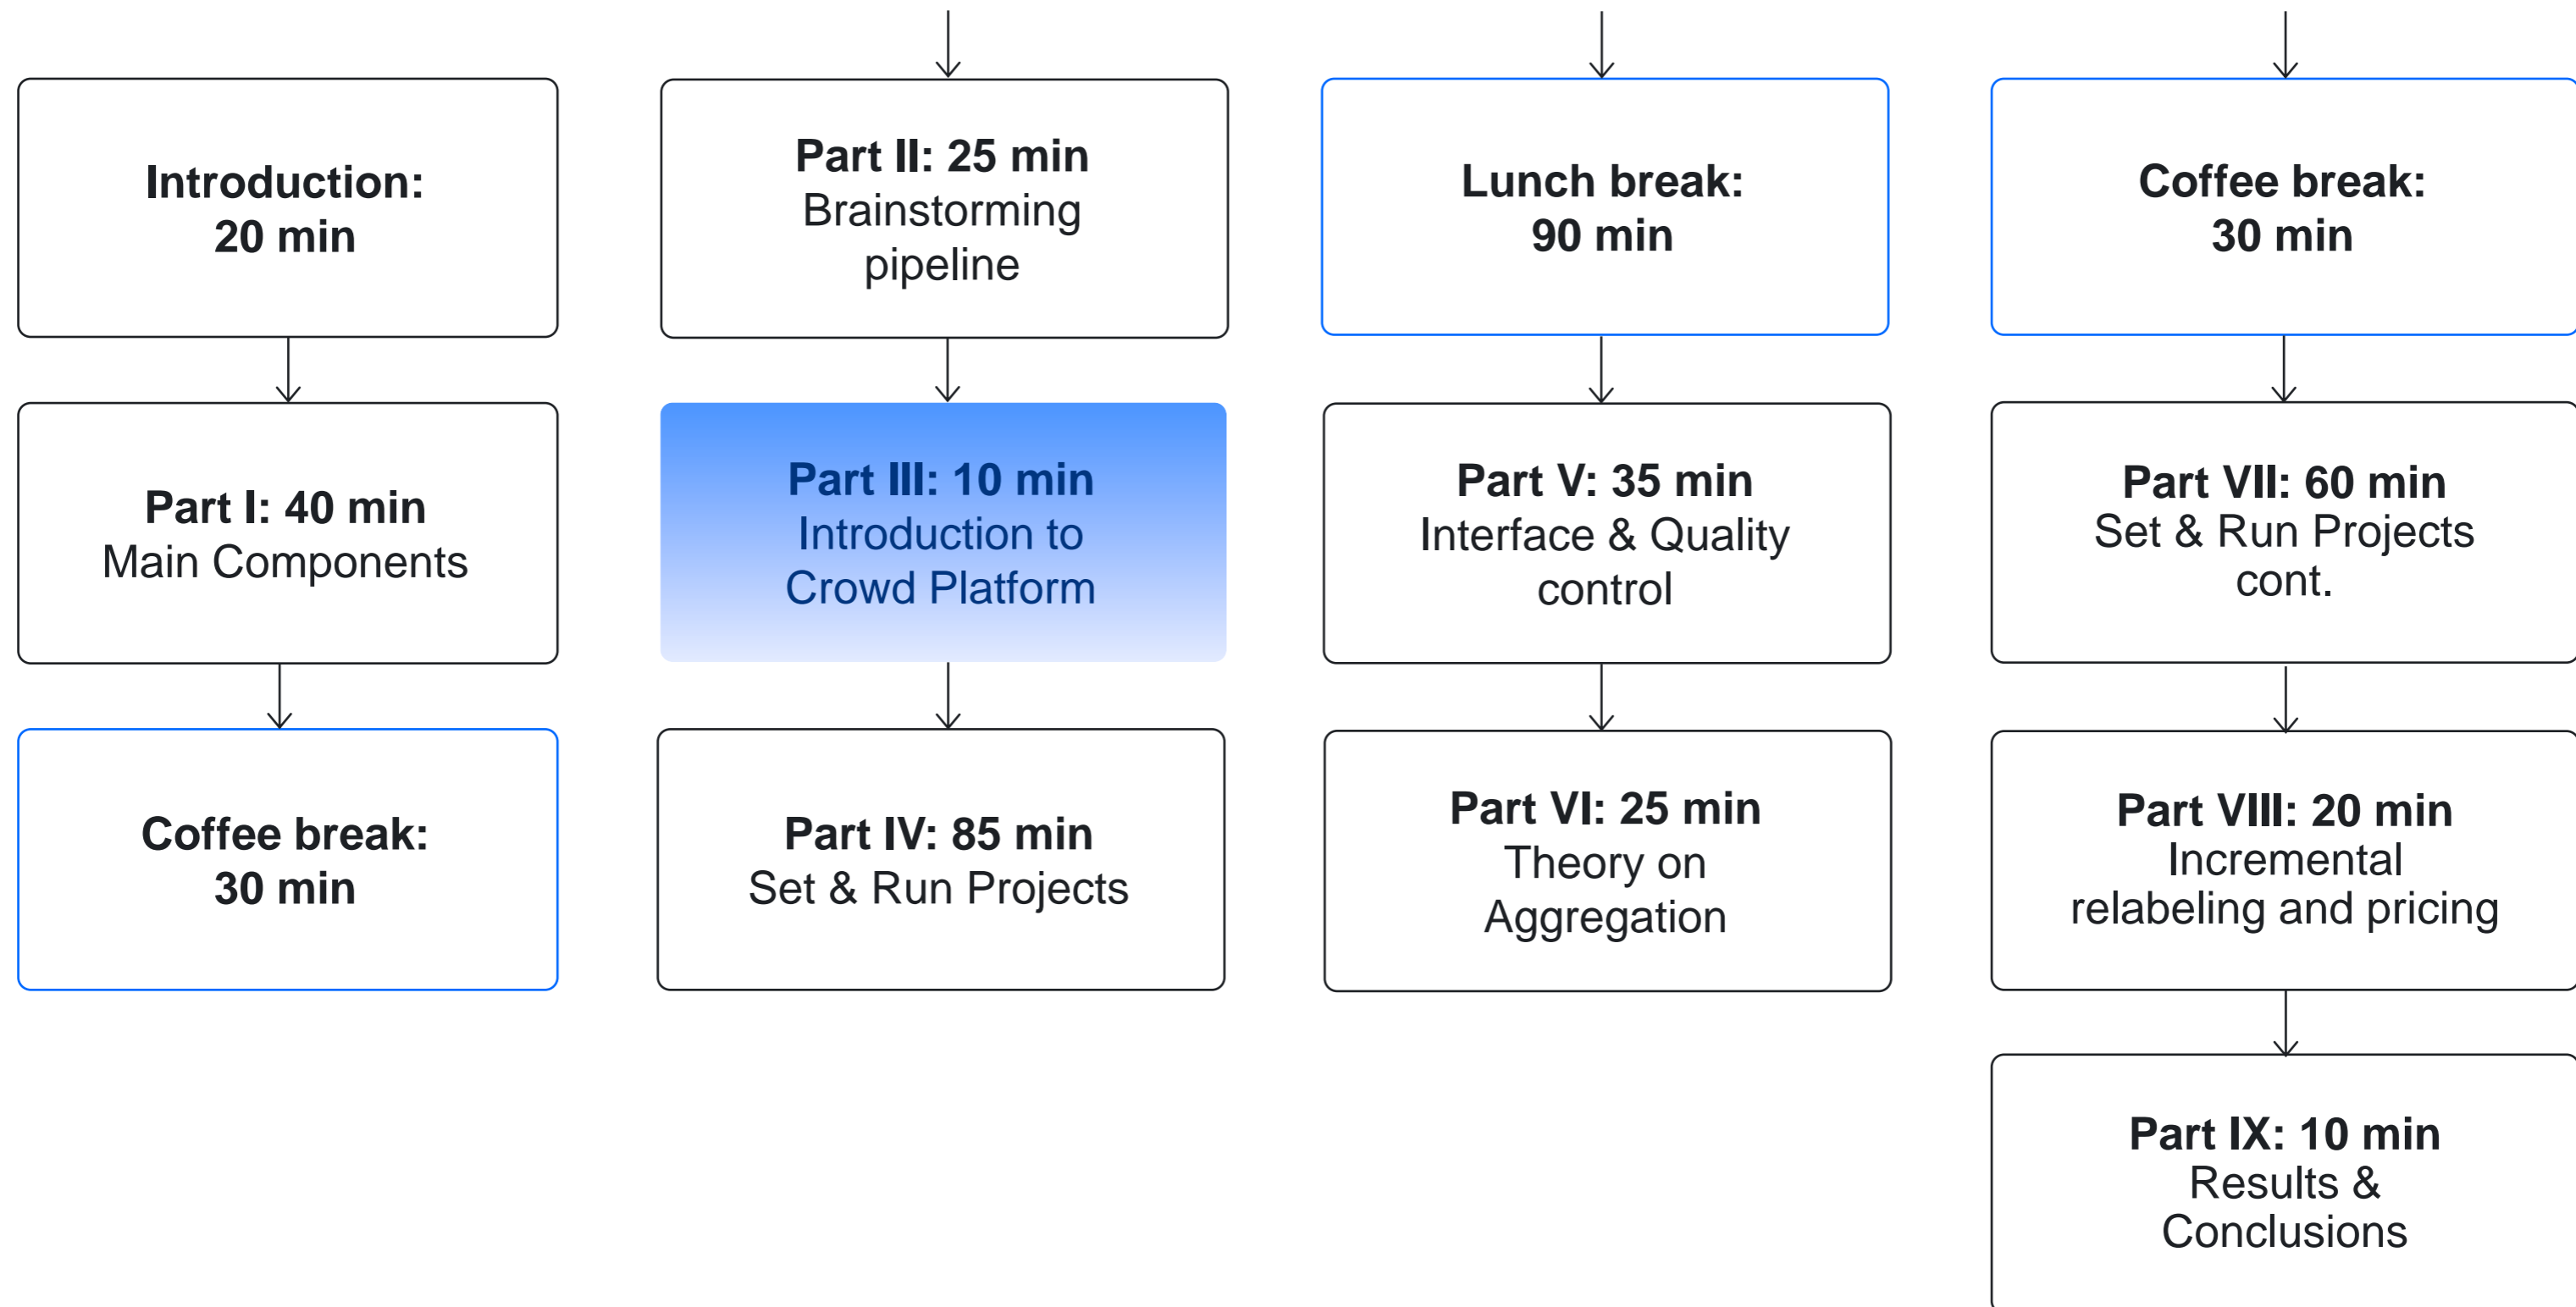 Introduction:
20 min
Part I: 40 min
Main Components
Coffee break:
30 min
Part II: 25 min
Brainstorming
pipeline
Part III: 10 min
Introduction to
Crowd Platform
Part IV: 85 min
Set & Run Projects
Lunch break:
90 min
Part V: 35 min
Interface & Quality
control
Part VI: 25 min
Theory on
Aggregation
Coffee break:
30 min
Part VII: 60 min
Set & Run Projects
cont.
Part VIII: 20 min
Incremental
relabeling and pricing
Part IX: 10 min
Results &
Conclusions